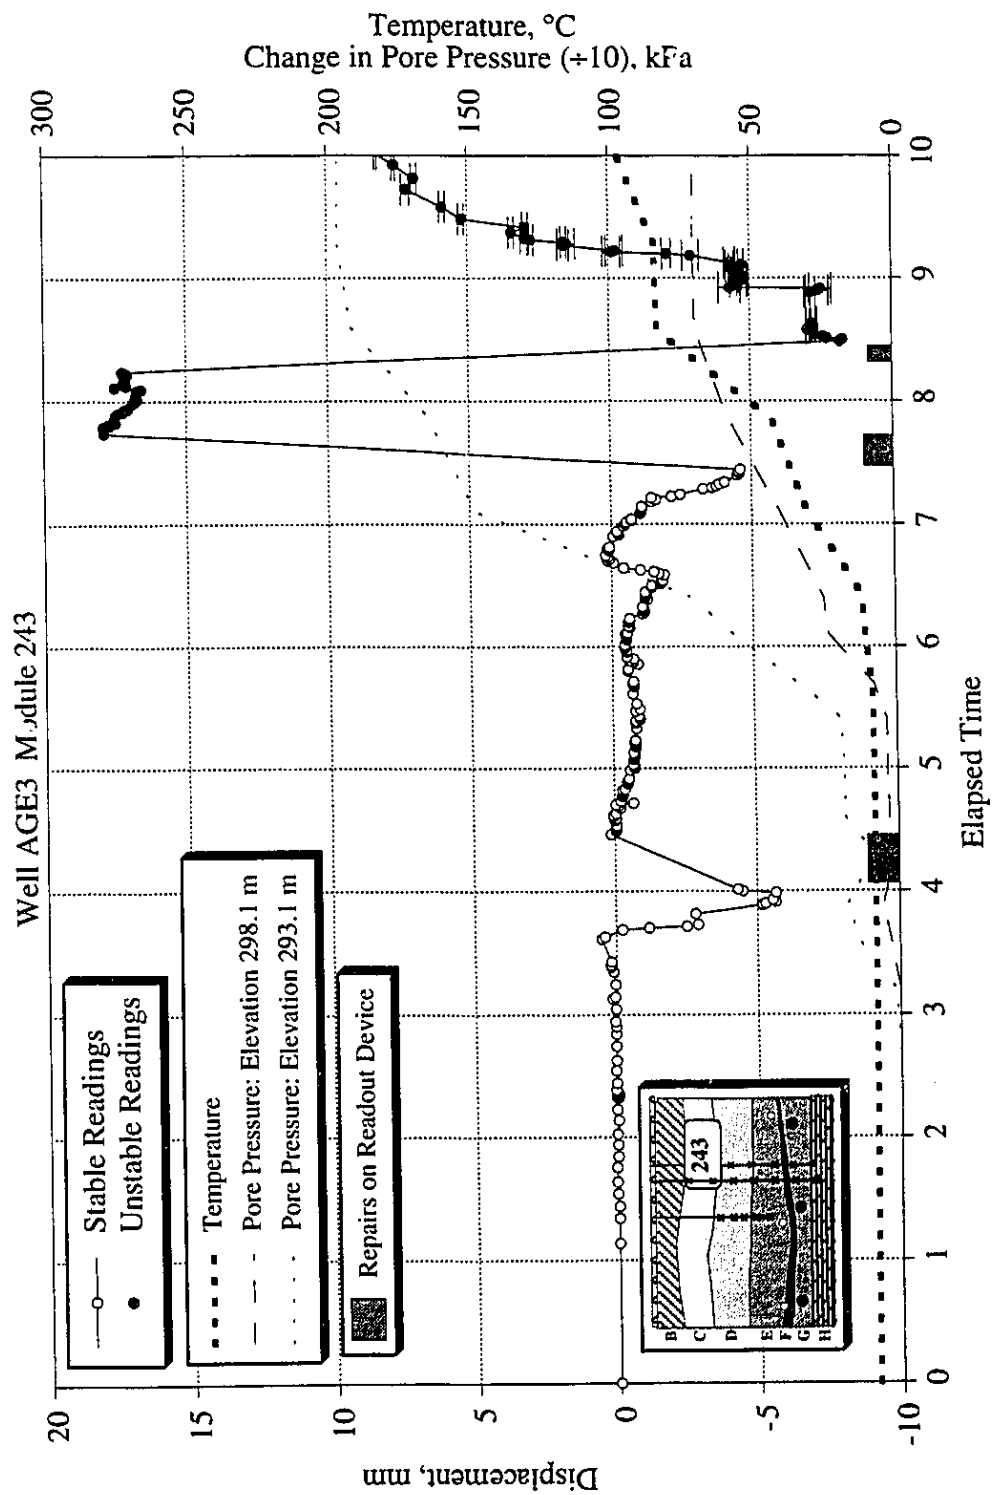 Well AGE3 Module 243
Stable Readings
Unstable Readings
Temperature
Pore Pressure: Elevation 298.1 m
Pore Pressure: Elevation 293.1 m
Repairs on Readout Device
Displacement, mm
20
15
10
5
0
-5
-10
Temperature, °C
Change in Pore Pressure (÷10), kPa
300
250
200
150
100
50
0
B
C
D
E
F
G
H
243
0
1
2
3
4
5
6
7
8
9
10
Elapsed Time